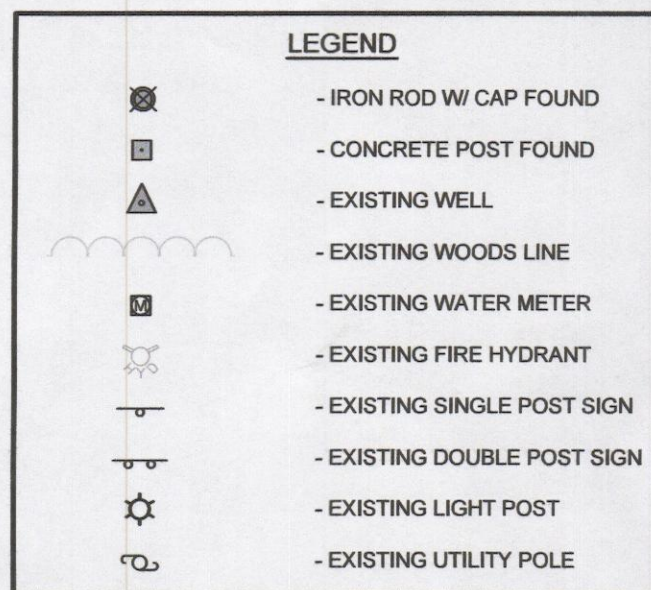 LEGEND
- IRON ROD W/ CAP FOUND
- CONCRETE POST FOUND
- EXISTING WELL
- EXISTING WOODS LINE
M - EXISTING WATER METER
- EXISTING FIRE HYDRANT
- EXISTING SINGLE POST SIGN
- EXISTING DOUBLE POST SIGN
- EXISTING LIGHT POST
- EXISTING UTILITY POLE